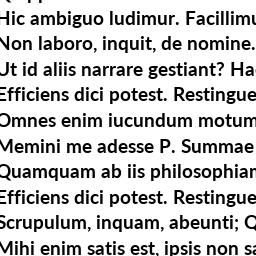 Hic ambiguo ludimur. Facillimu
Non laboro, inquit, de nomine.
Ut id aliis narrare gestiant? Ha
Efficiens dici potest. Restingue
Omnes enim iucundum motum
Memini me adesse P. Summae
Quamquam ab iis philosophiam
Efficiens dici potest. Restingue
Scrupulum, inquam, abeunti; Q
Mihi enim satis est, ipsis non sa